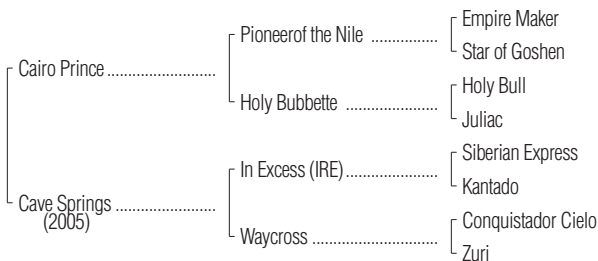 Empire Maker
Pioneerof the Nile ................
Star of Goshen
Cairo Prince ..........................
Holy Bull
Holy Bubbette ......................
Juliac
Siberian Express
In Excess (IRE)......................
Kantado
Cave Springs ........................
(2005)
Conquistador Cielo
Waycross ..............................
Zuri